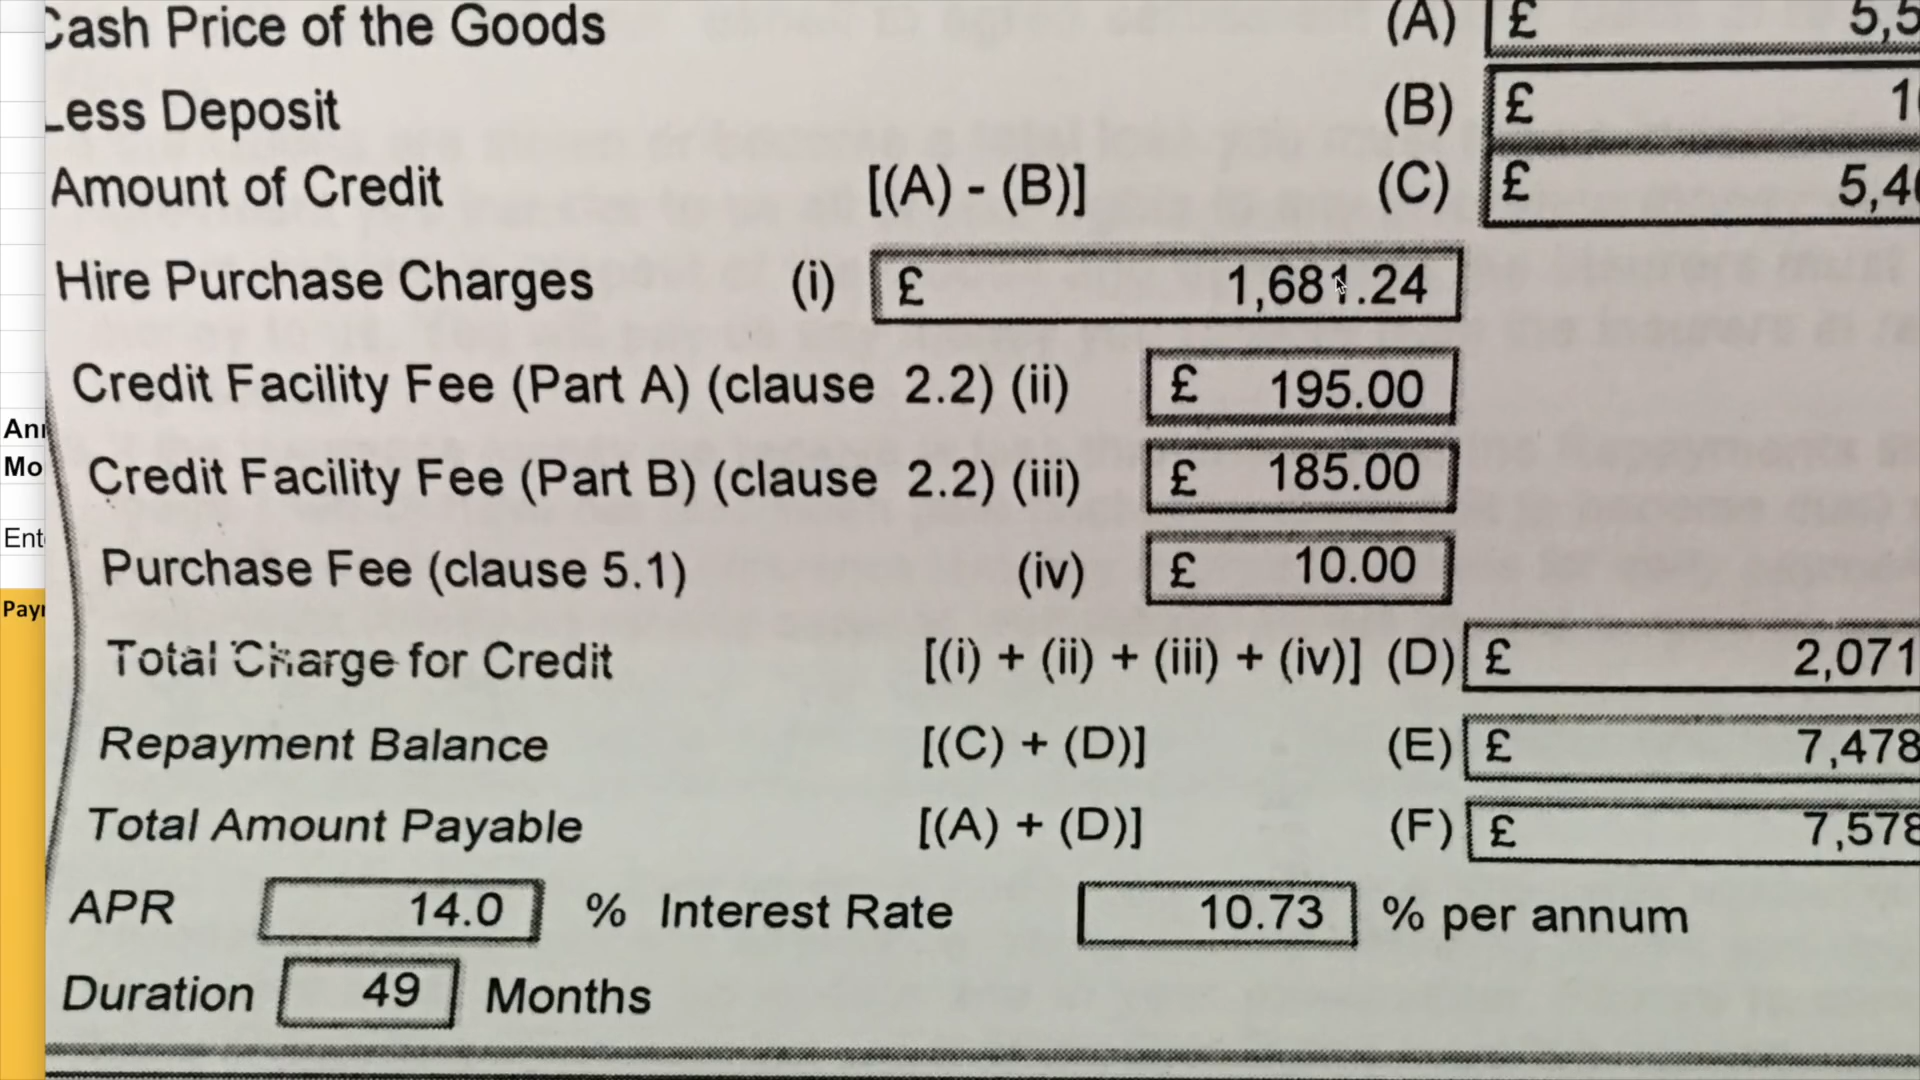 Cash Price of the Goods (A) £ 5,5
Less Deposit (B) £ 1
Amount of Credit [(A) - (B)] (C) £ 5,4
Hire Purchase Charges (i) £ 1,681.24
Credit Facility Fee (Part A) (clause 2.2) (ii) £ 195.00
Credit Facility Fee (Part B) (clause 2.2) (iii) £ 185.00
Purchase Fee (clause 5.1) (iv) £ 10.00
Total Charge for Credit [(i) + (ii) + (iii) + (iv)] (D) £ 2,071
Repayment Balance [(C) + (D)] (E) £ 7,478
Total Amount Payable [(A) + (D)] (F) £ 7,578
APR 14.0 % Interest Rate 10.73 % per annum
Duration 49 Months
Ann
Mo
Ent
Payr